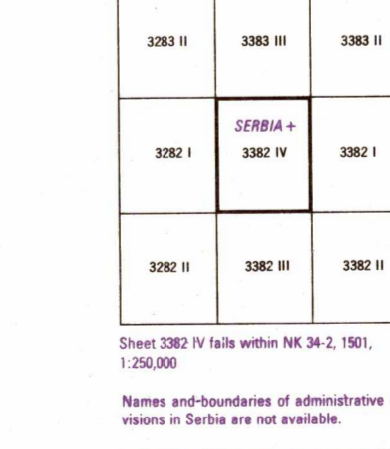 3283 II 3383 III 3383 II
SERBIA +
3282 I 3382 IV 3382 I
3282 II 3382 III 3382 II
Sheet 3382 IV falls within NK 34-2, 1501,
1:250,000
Names and boundaries of administrative
visions in Serbia are not available.